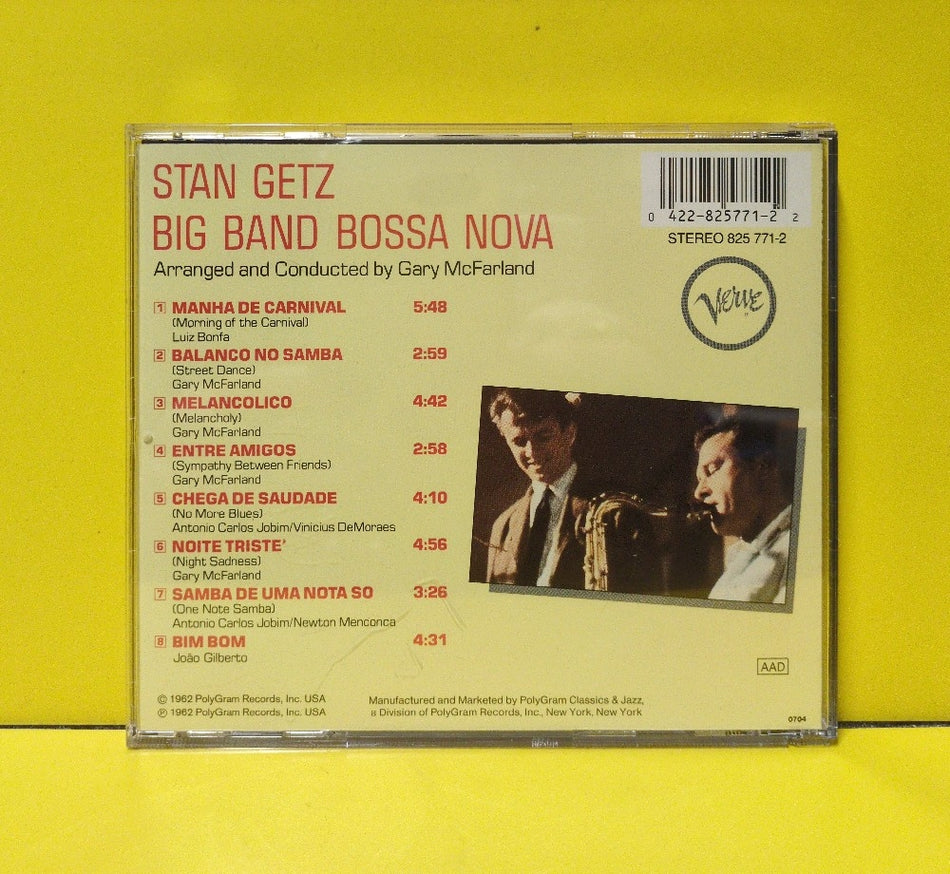 STAN GETZ
BIG BAND BOSSA NOVA
Arranged and Conducted by Gary McFarland
0 422-825771-2 2
STEREO 825 771-2
Verve
1 MANHA DE CARNIVAL 5:48
(Morning of the Carnival)
Luiz Bonfa
2 BALANCO NO SAMBA 2:59
(Street Dance)
Gary McFarland
3 MELANCOLICO 4:42
(Melancholy)
Gary McFarland
4 ENTRE AMIGOS 2:58
(Sympathy Between Friends)
Gary McFarland
5 CHEGA DE SAUDADE 4:10
(No More Blues)
Antonio Carlos Jobim/Vinicius DeMoraes
6 NOITE TRISTE' 4:56
(Night Sadness)
Gary McFarland
7 SAMBA DE UMA NOTA SO 3:26
(One Note Samba)
Antonio Carlos Jobim/Newton Mendonca
8 BIM BOM 4:31
João Gilberto
AAD
© 1962 PolyGram Records, Inc. USA
℗ 1962 PolyGram Records, Inc. USA
Manufactured and Marketed by PolyGram Classics & Jazz,
a Division of PolyGram Records, Inc., New York, New York
0704